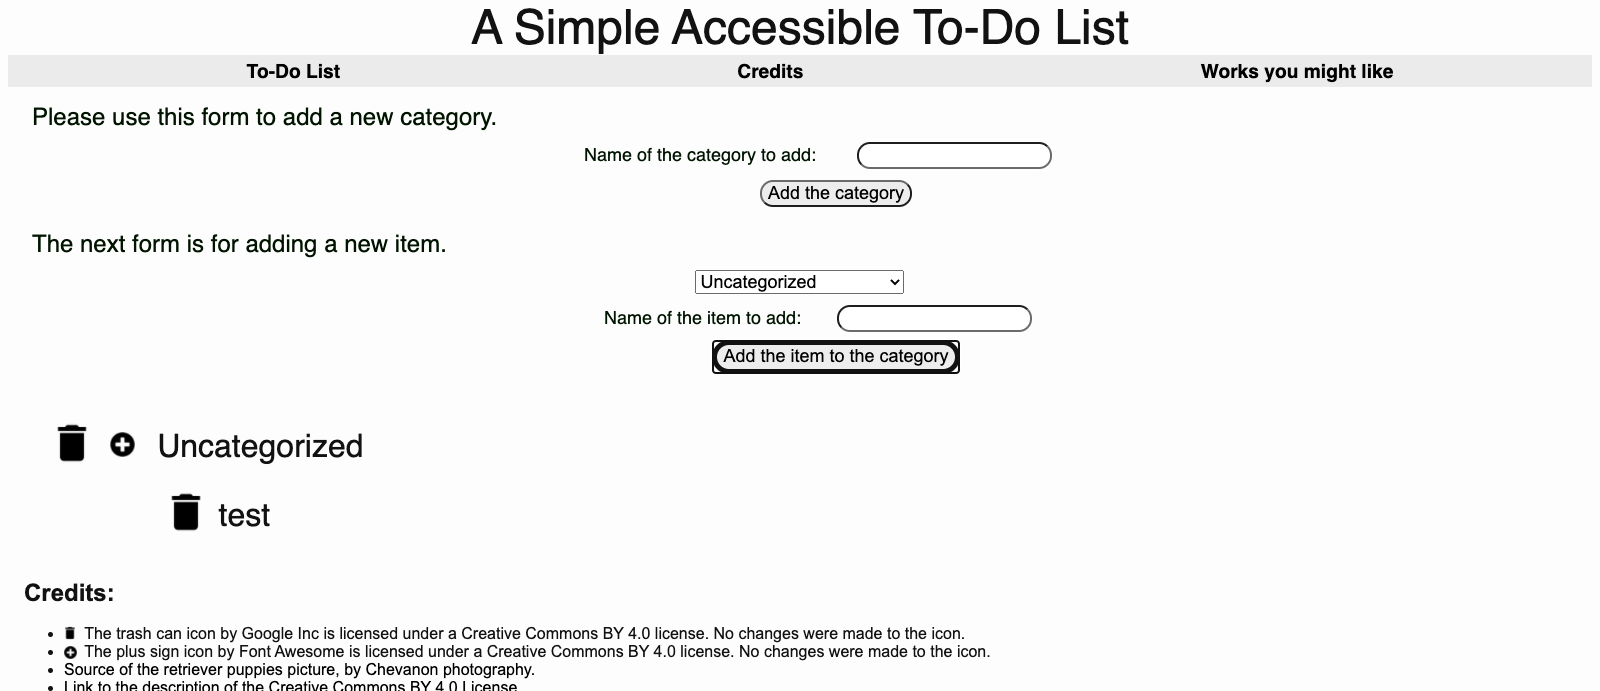 A Simple Accessible To-Do List
To-Do List Credits Works you might like
Please use this form to add a new category.
Name of the category to add:
Add the category
The next form is for adding a new item.
Uncategorized
Name of the item to add:
Add the item to the category
Uncategorized
test
Credits:
The trash can icon by Google Inc is licensed under a Creative Commons BY 4.0 license. No changes were made to the icon.
The plus sign icon by Font Awesome is licensed under a Creative Commons BY 4.0 license. No changes were made to the icon.
Source of the retriever puppies picture, by Chevanon photography.
Link to the description of the Creative Commons BY 4.0 License